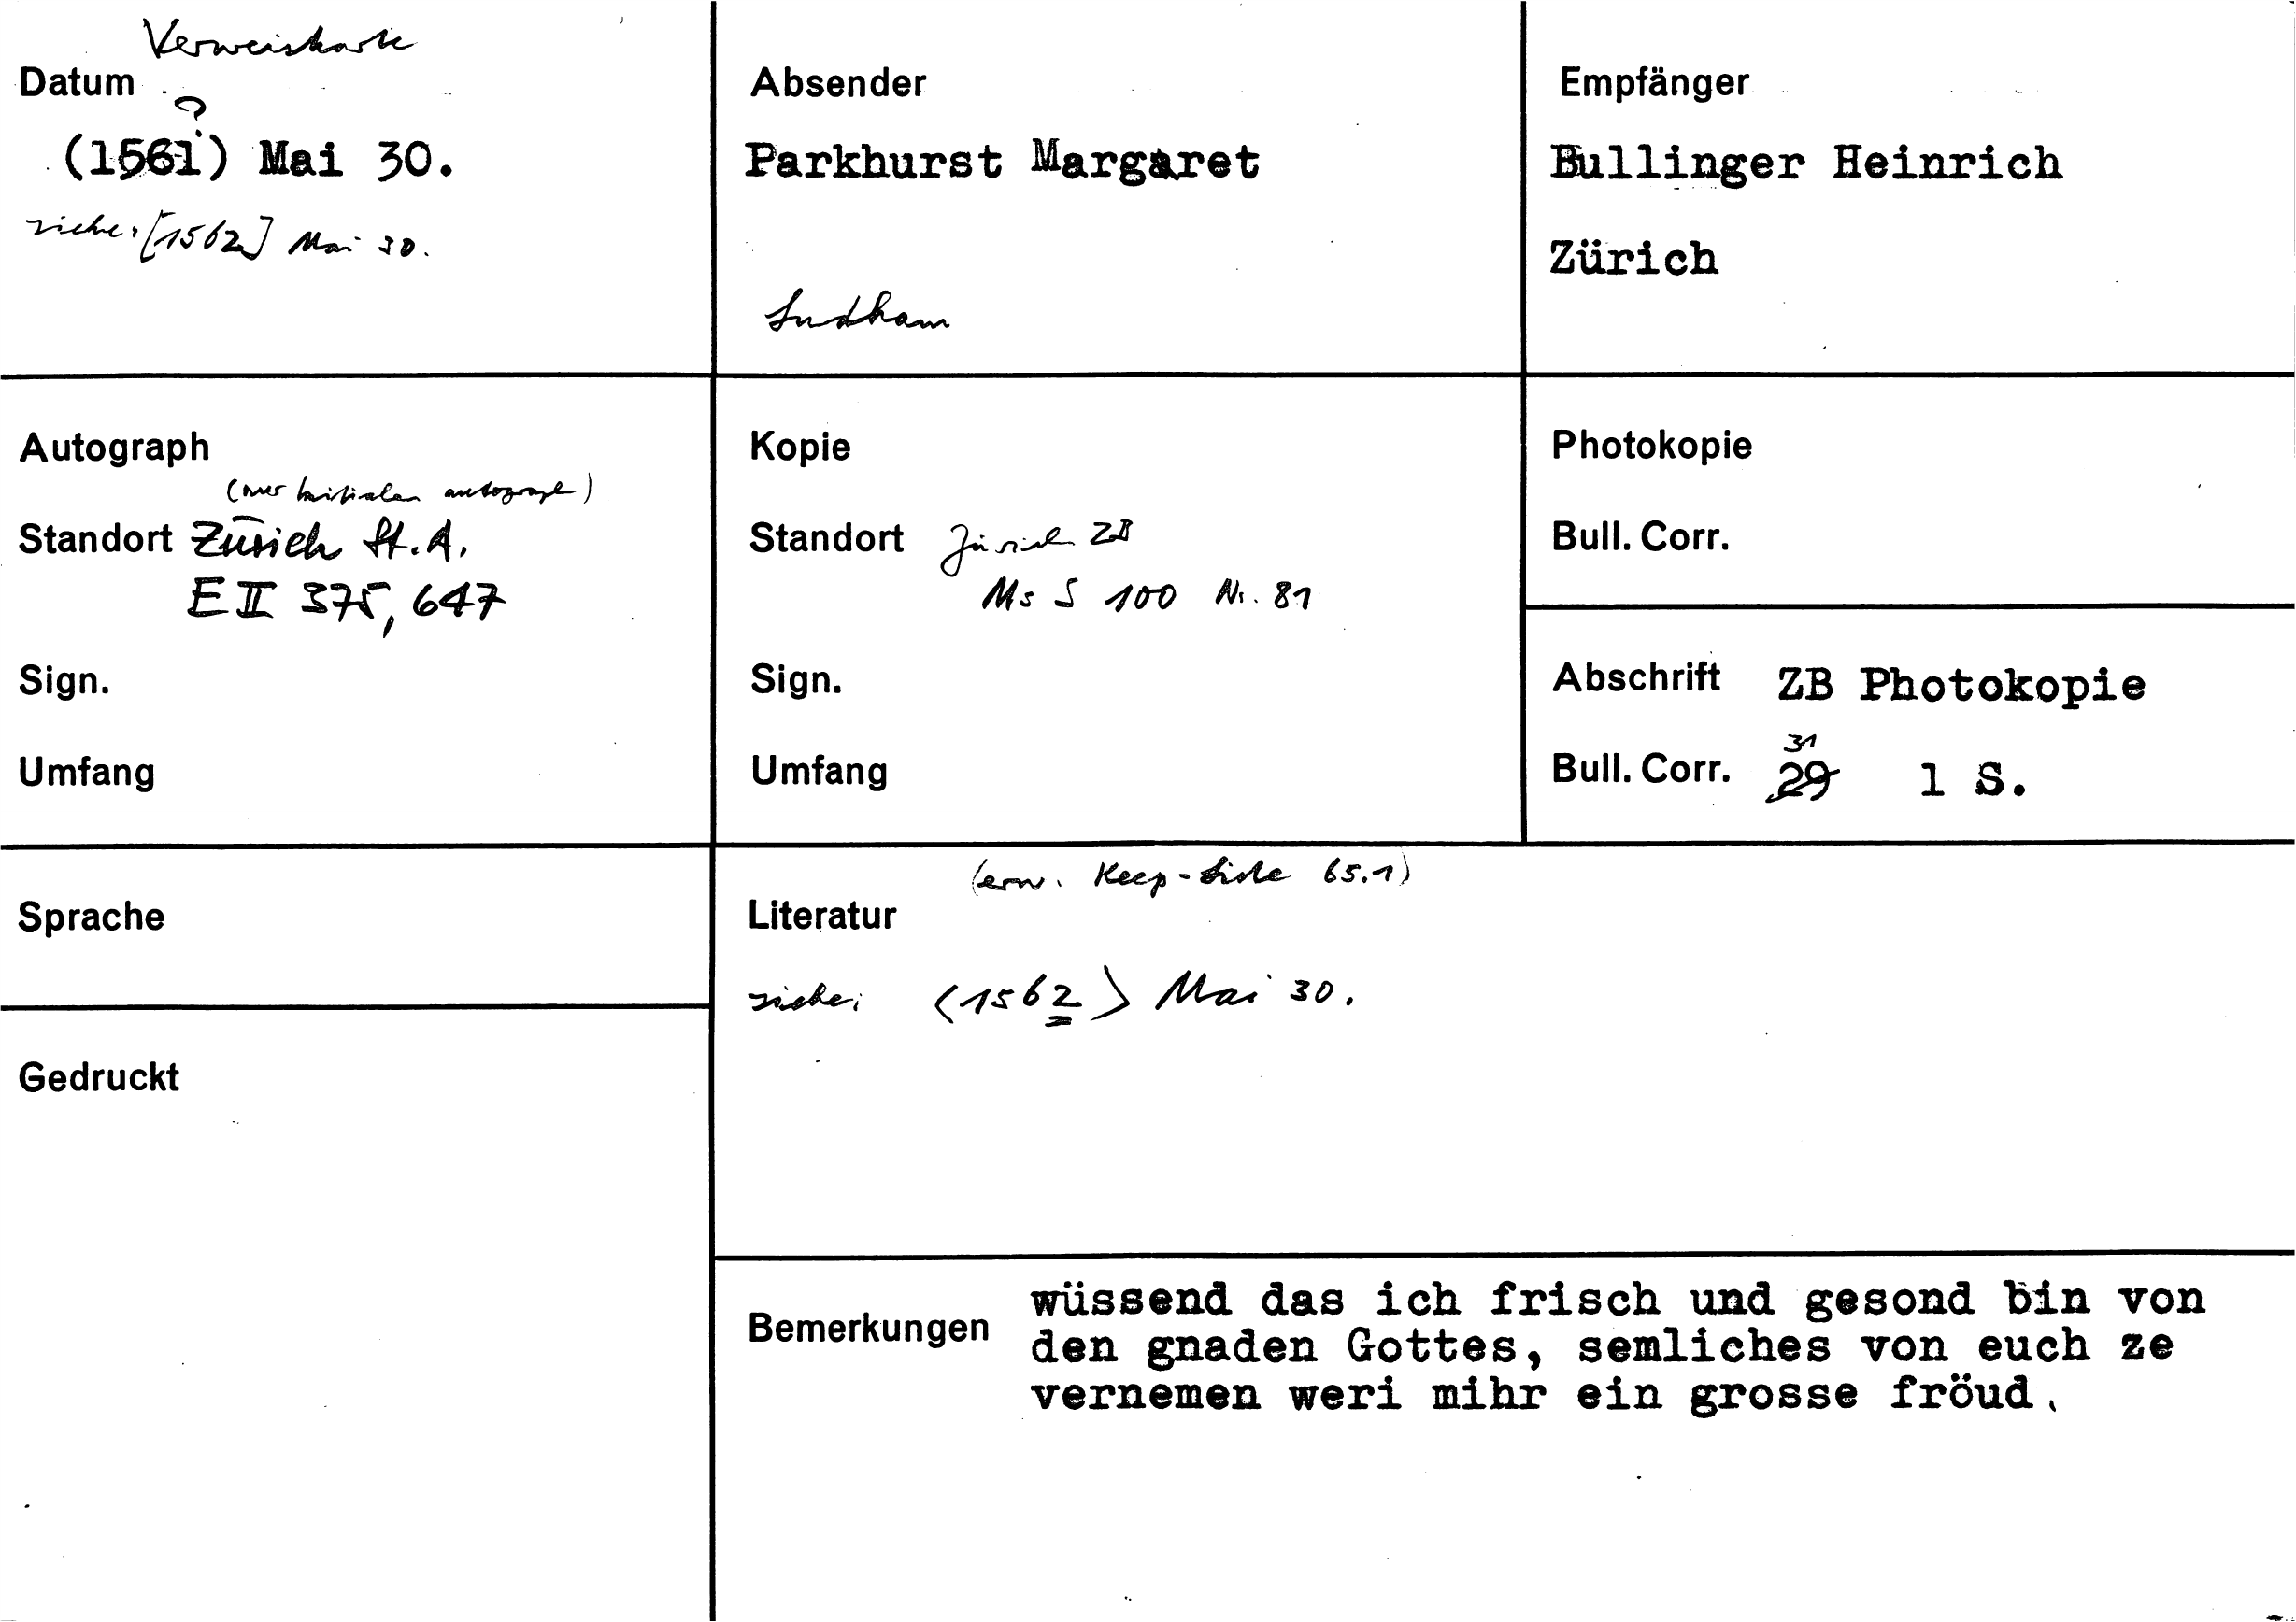 Verweiskarte
Datum
?
(1561) Mai 30.
siehe: [1562] Mai 30.
Absender
Parkhurst Margaret
Ludham
Empfänger
Bullinger Heinrich
Zürich
Autograph
(nur Initialen autograph)
Standort Zürich St. A.
E II 375, 647
Sign.
Umfang
Kopie
Standort Zürich ZB
Ms S 100 Nr. 81
Sign.
Umfang
Photokopie
Bull. Corr.
Abschrift ZB Photokopie
31
Bull. Corr. 29 1 S.
Sprache
Gedruckt
(erw. Keep-Liste 65.1)
Literatur
siehe: (1562) Mai 30.
Bemerkungen
wüssend das ich frisch und gesond bin von
den gnaden Gottes, semliches von euch ze
vernemen weri mihr ein grosse fröud.